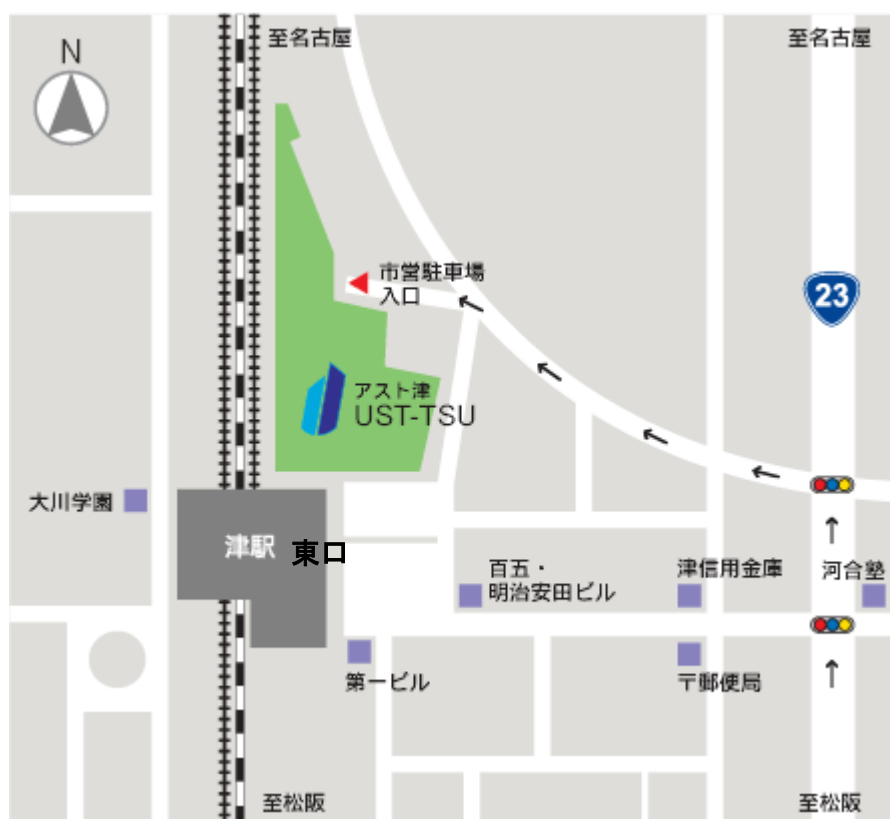 至名古屋
至名古屋
N
市営駐車場
入口
23
アスト津
UST-TSU
大川学園
津駅 東口
百五・
明治安田ビル
津信用金庫
河合塾
第一ビル
〒郵便局
至松阪
至松阪